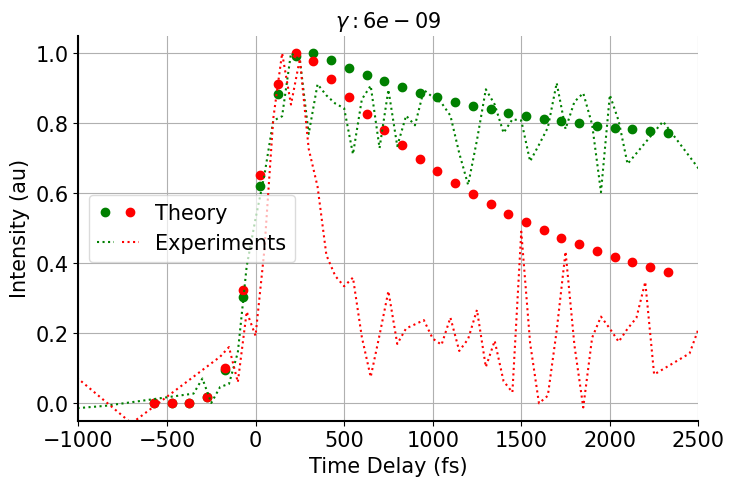 γ : 6e − 09
Intensity (au)
1.0
0.8
0.6
0.4
0.2
0.0
Theory
Experiments
−1000 −500 0 500 1000 1500 2000 2500
Time Delay (fs)